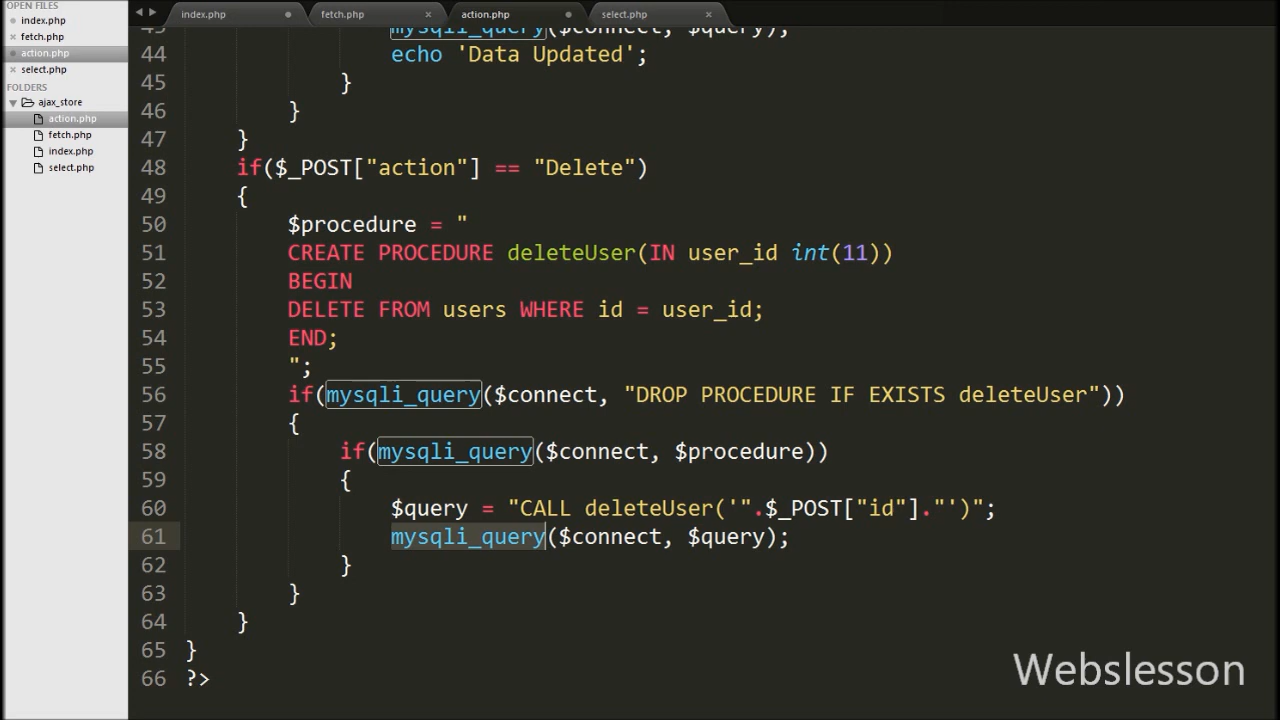 OPEN FILES
index.php
fetch.php
action.php
select.php
FOLDERS
ajax_store
action.php
fetch.php
index.php
select.php
index.php fetch.php action.php select.php
mysqli_query($connect, $query);
44 echo 'Data Updated';
45 }
46 }
47 }
48 if($_POST["action"] == "Delete")
49 {
50 $procedure = "
51 CREATE PROCEDURE deleteUser(IN user_id int(11))
52 BEGIN
53 DELETE FROM users WHERE id = user_id;
54 END;
55 ";
56 if(mysqli_query($connect, "DROP PROCEDURE IF EXISTS deleteUser"))
57 {
58 if(mysqli_query($connect, $procedure))
59 {
60 $query = "CALL deleteUser('".$_POST["id"]."')";
61 mysqli_query($connect, $query);
62 }
63 }
64 }
65 }
66 ?>
Webslesson